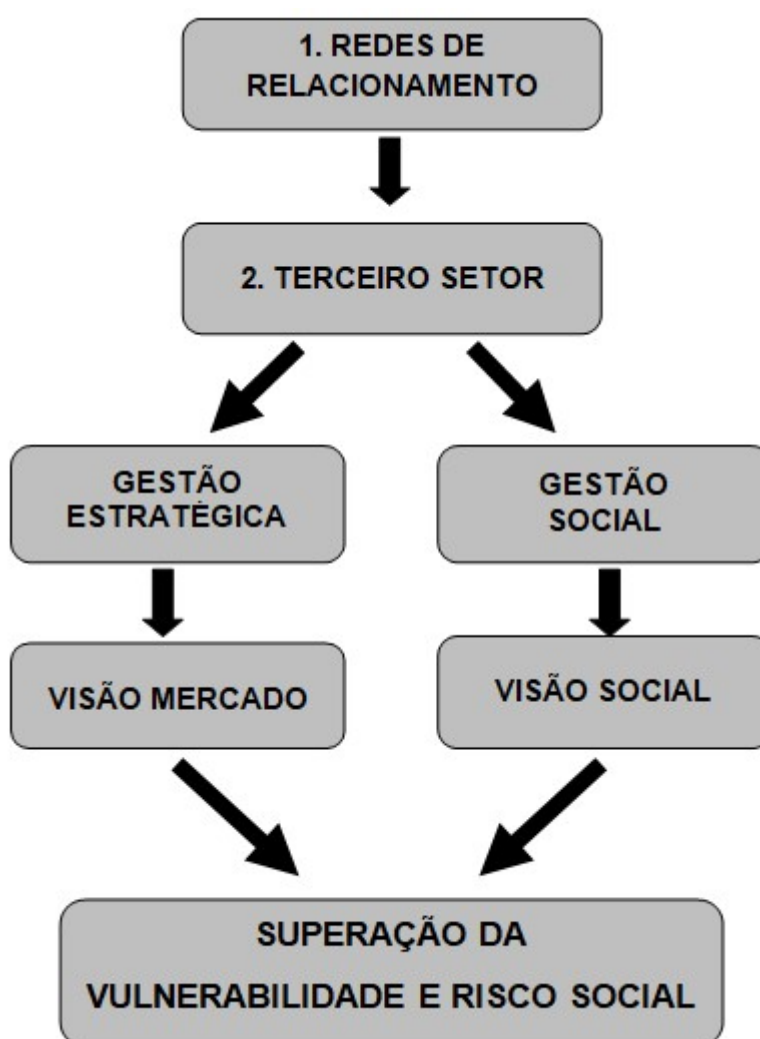 1. REDES DE
RELACIONAMENTO
2. TERCEIRO SETOR
GESTÃO
ESTRATÉGICA
GESTÃO
SOCIAL
VISÃO MERCADO
VISÃO SOCIAL
SUPERAÇÃO DA
VULNERABILIDADE E RISCO SOCIAL